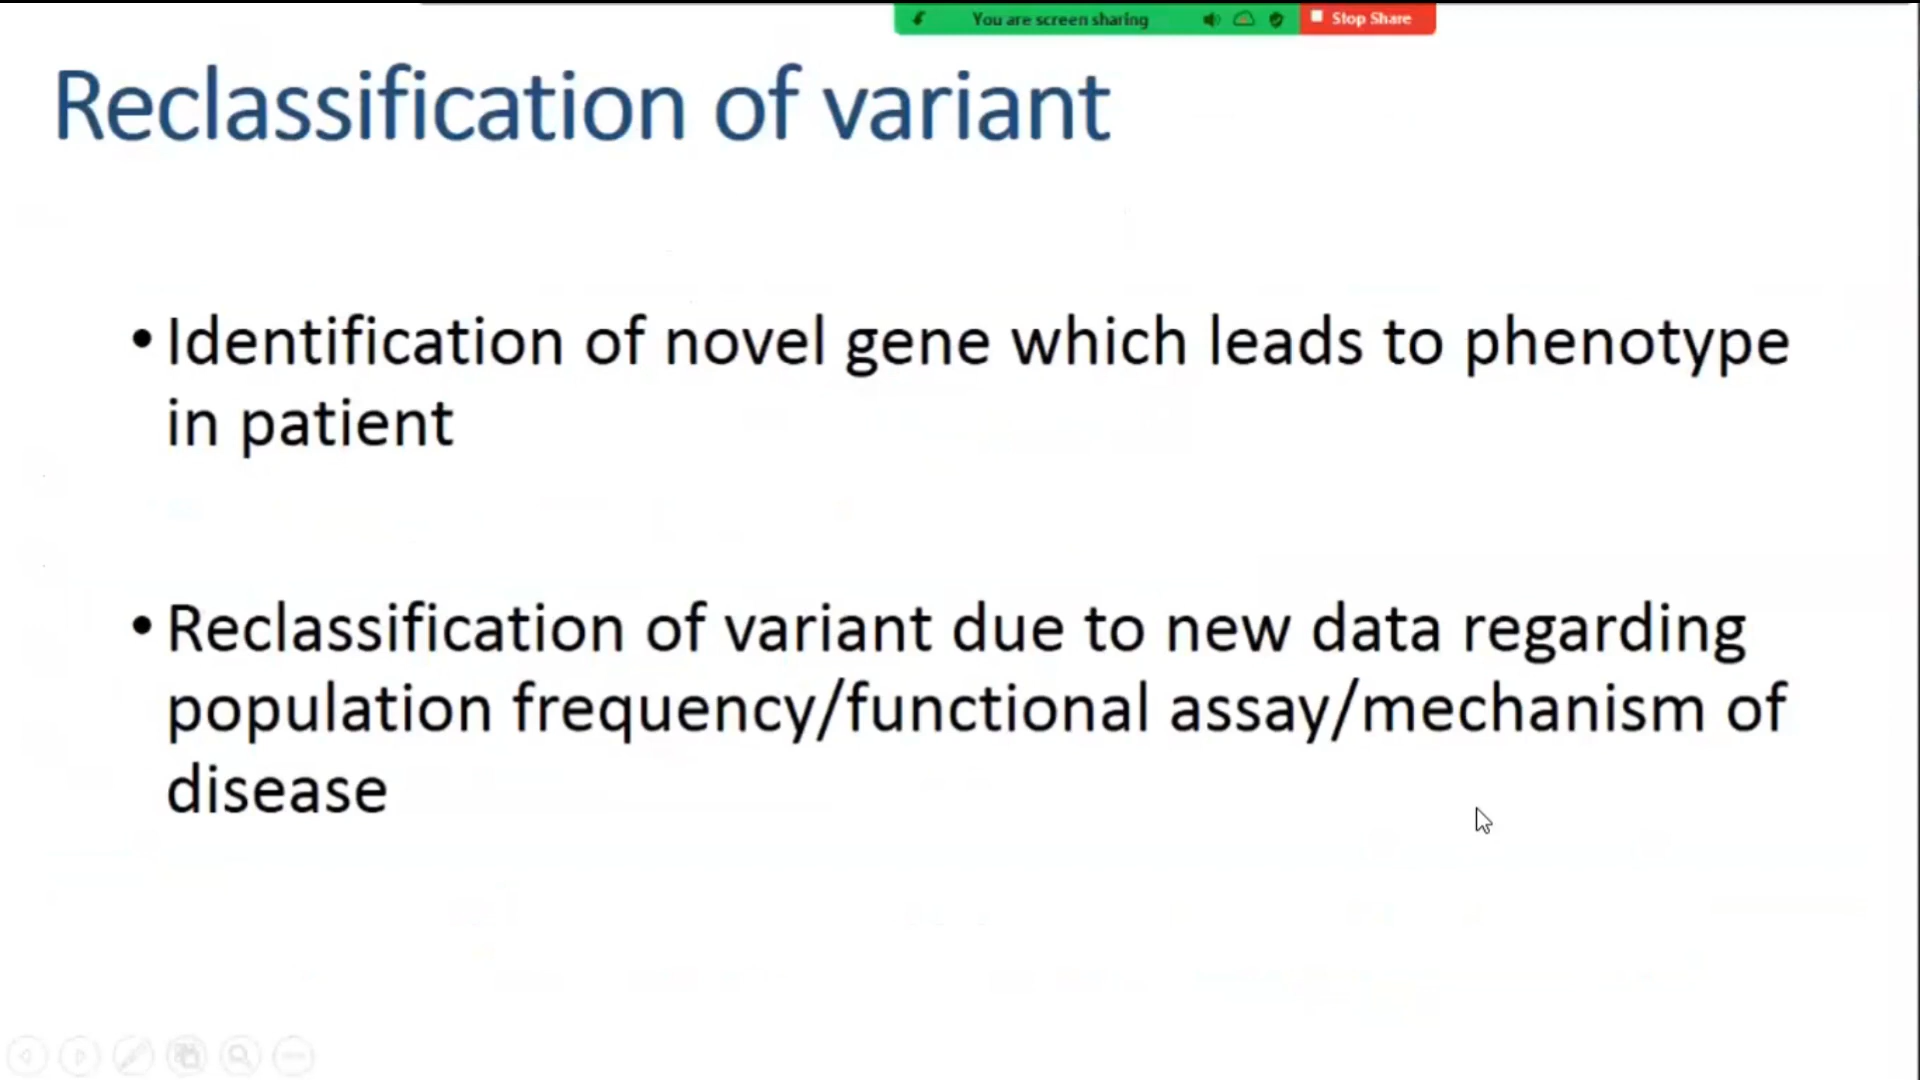 You are screen sharing
Stop Share
Reclassification of variant
• Identification of novel gene which leads to phenotype
in patient
• Reclassification of variant due to new data regarding
population frequency/functional assay/mechanism of
disease